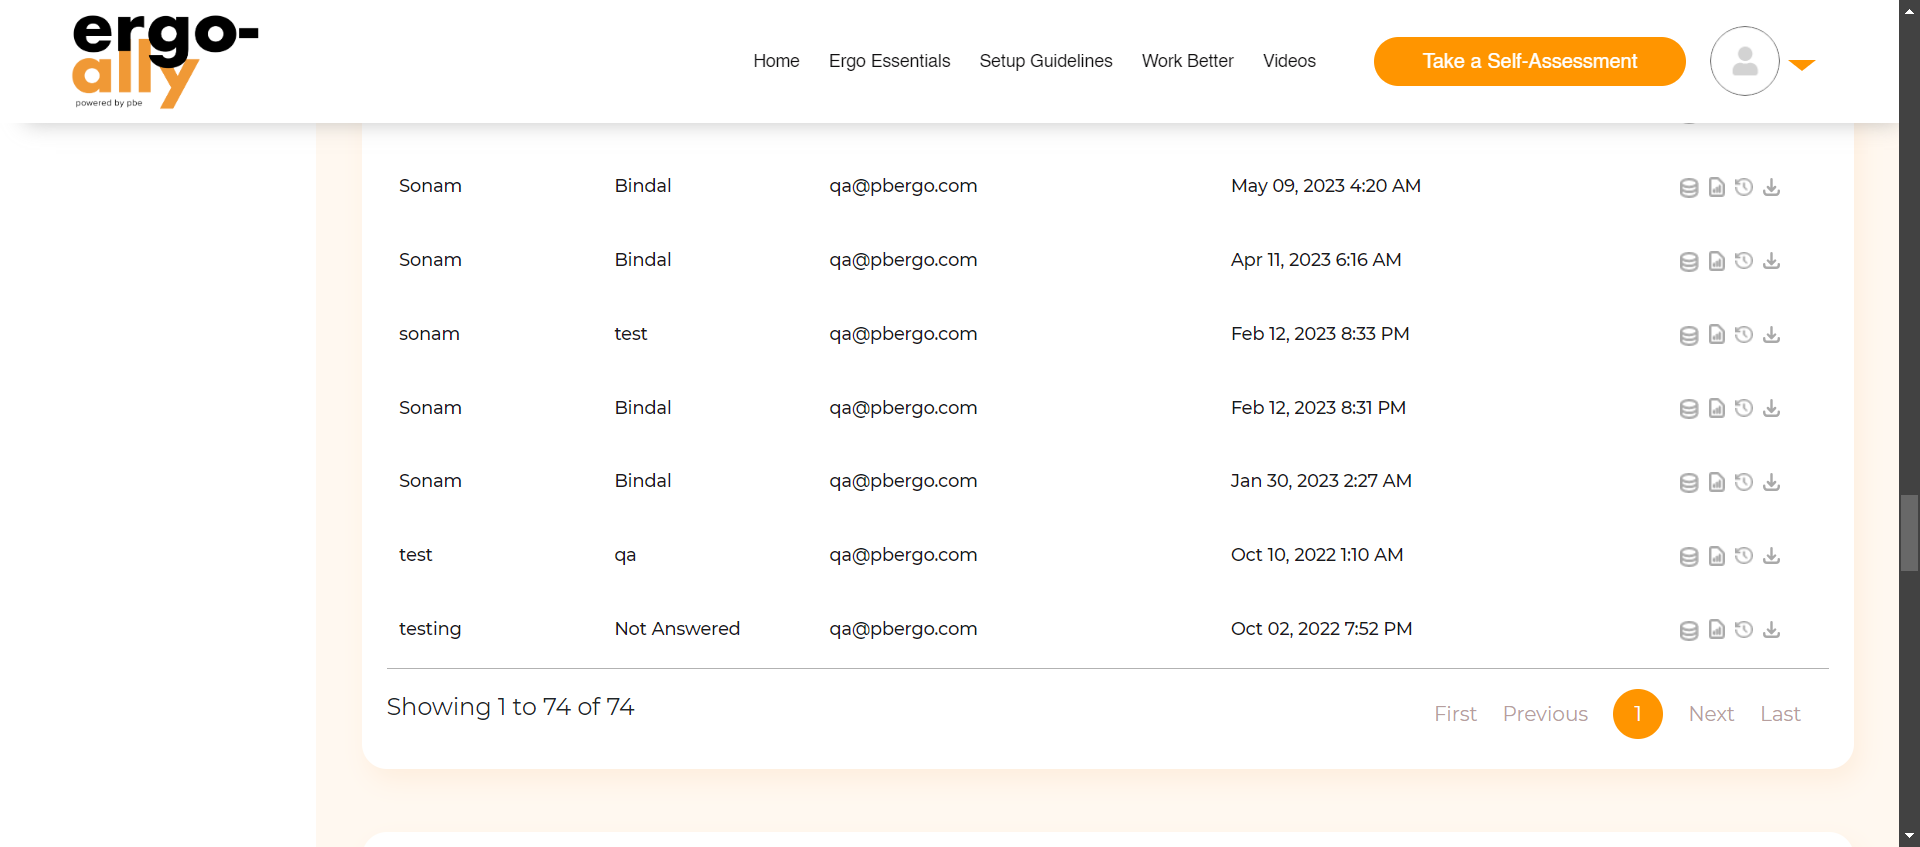 ergo-
ally
powered by pbe
Home Ergo Essentials Setup Guidelines Work Better Videos Take a Self-Assessment
Sonam Bindal qa@pbergo.com May 09, 2023 4:20 AM
Sonam Bindal qa@pbergo.com Apr 11, 2023 6:16 AM
sonam test qa@pbergo.com Feb 12, 2023 8:33 PM
Sonam Bindal qa@pbergo.com Feb 12, 2023 8:31 PM
Sonam Bindal qa@pbergo.com Jan 30, 2023 2:27 AM
test qa qa@pbergo.com Oct 10, 2022 1:10 AM
testing Not Answered qa@pbergo.com Oct 02, 2022 7:52 PM
Showing 1 to 74 of 74
First Previous 1 Next Last